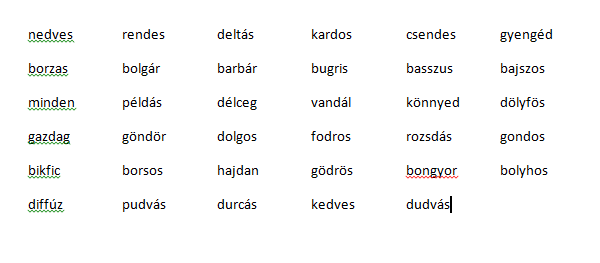 nedves rendes deltás kardos csendes gyengéd
borzas bolgár barbár bugris basszus bajszos
minden példás délceg vandál könnyed dölyfös
gazdag göndör dolgos fodros rozsdás gondos
bikfic borsos hajdan gödrös bongyor bolyhos
diffúz pudvás durcás kedves dudvás